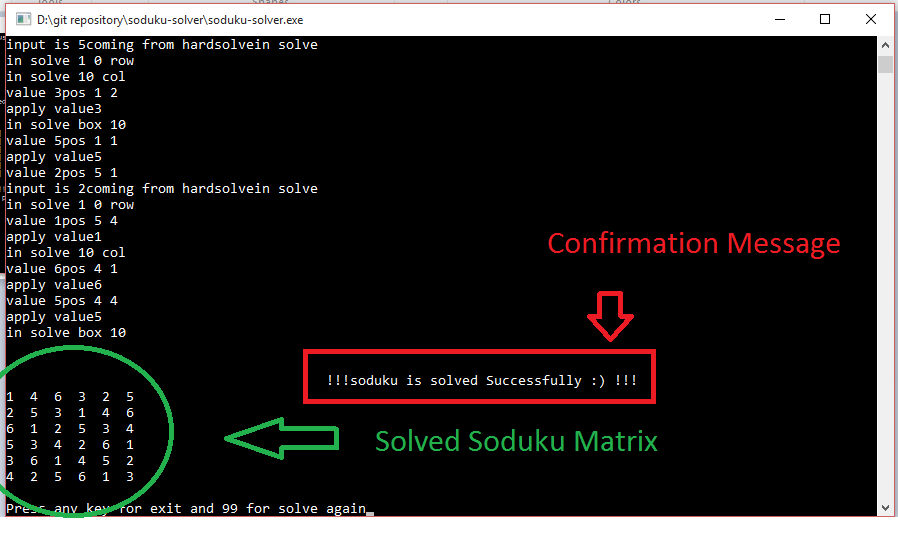 Tools Shapes Colors
D:\git repository\soduku-solver\soduku-solver.exe
input is 5coming from hardsolvein solve
in solve 1 0 row
in solve 10 col
value 3pos 1 2
apply value3
in solve box 10
value 5pos 1 1
apply value5
value 2pos 5 1
input is 2coming from hardsolvein solve
in solve 1 0 row
value 1pos 5 4
apply value1
in solve 10 col
value 6pos 4 1
apply value6
value 5pos 4 4
apply value5
in solve box 10
Confirmation Message
!!!soduku is solved Successfully :) !!!
1 4 6 3 2 5
2 5 3 1 4 6
6 1 2 5 3 4
5 3 4 2 6 1
3 6 1 4 5 2
4 2 5 6 1 3
Solved Soduku Matrix
Press any key for exit and 99 for solve again